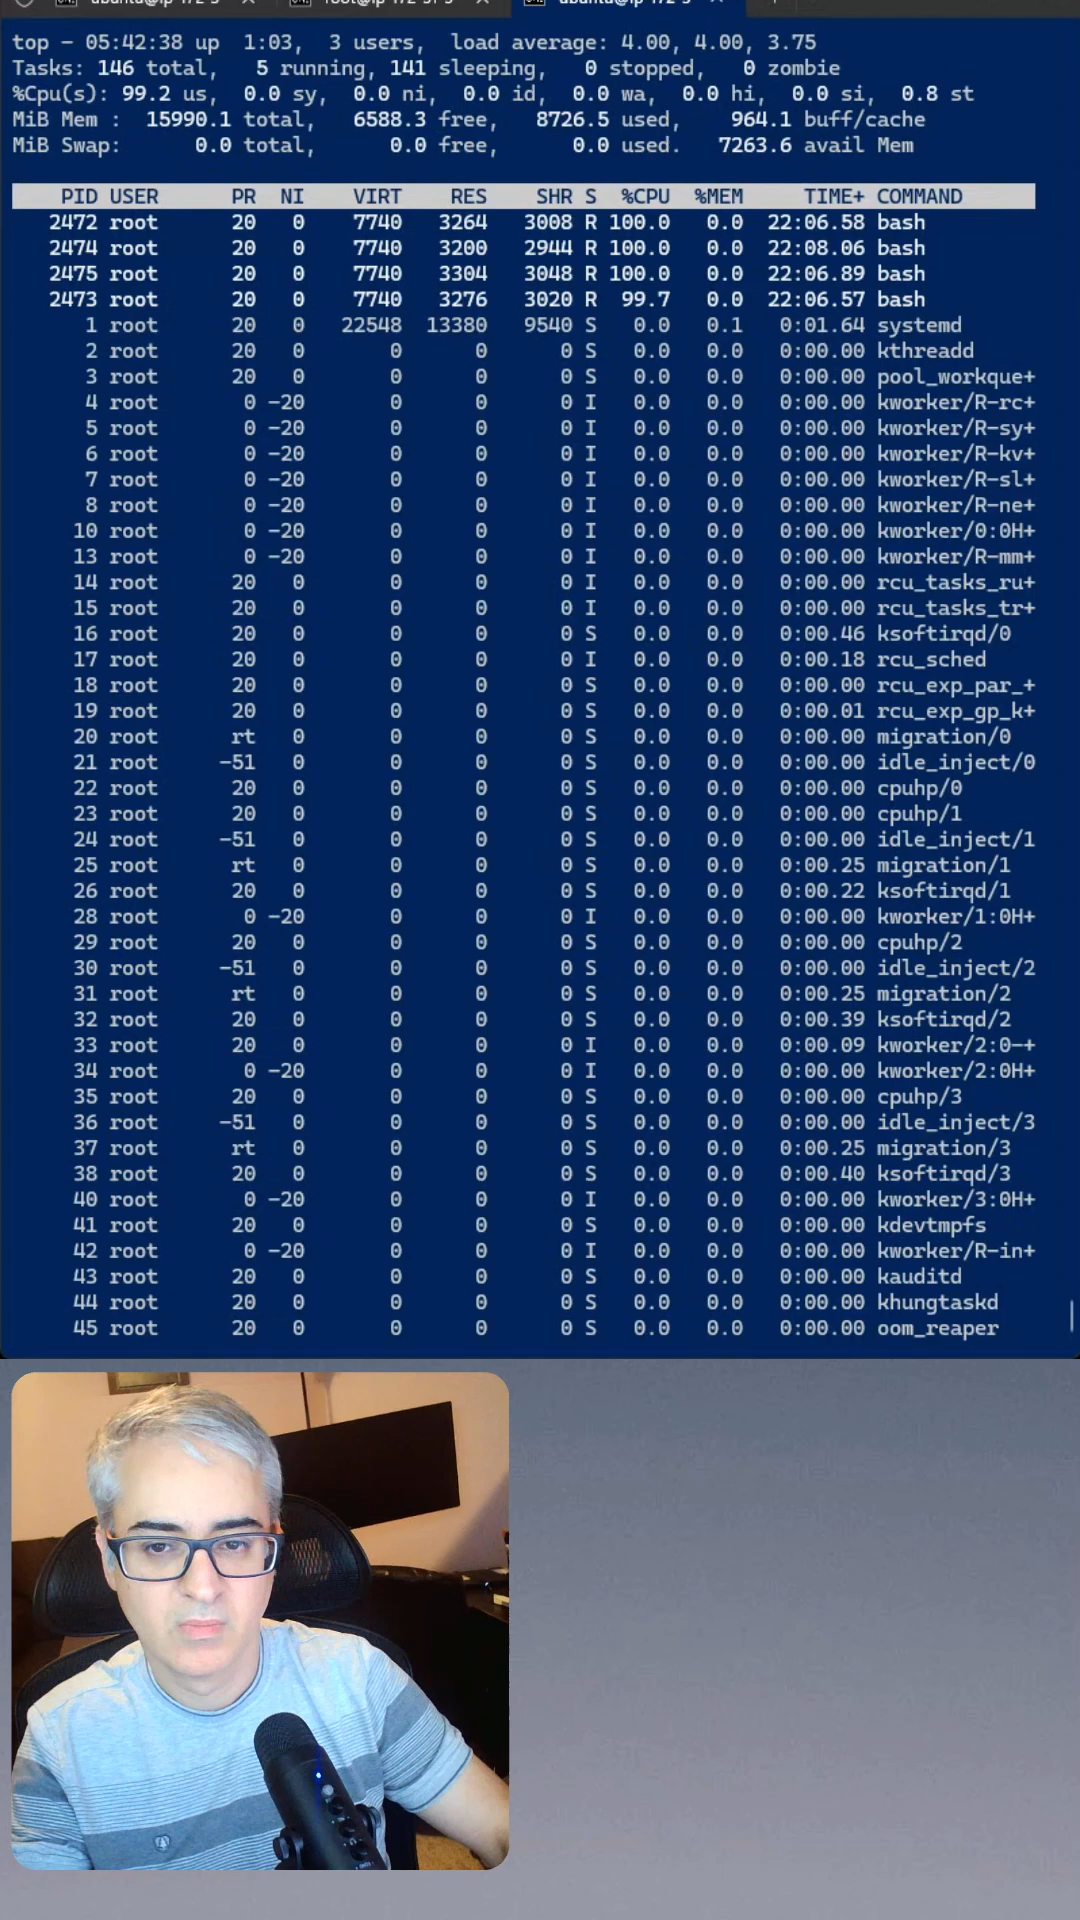 top - 05:42:38 up  1:03,  3 users,  load average: 4.00, 4.00, 3.75
Tasks: 146 total,   5 running, 141 sleeping,   0 stopped,   0 zombie
%Cpu(s): 99.2 us,  0.0 sy,  0.0 ni,  0.0 id,  0.0 wa,  0.0 hi,  0.0 si,  0.8 st
MiB Mem :  15990.1 total,   6588.3 free,   8726.5 used,    964.1 buff/cache
MiB Swap:      0.0 total,      0.0 free,      0.0 used.   7263.6 avail Mem
PID USER      PR  NI    VIRT    RES    SHR S  %CPU  %MEM     TIME+ COMMAND
2472 root      20   0    7740   3264   3008 R 100.0   0.0  22:06.58 bash
2474 root      20   0    7740   3200   2944 R 100.0   0.0  22:08.06 bash
2475 root      20   0    7740   3304   3048 R 100.0   0.0  22:06.89 bash
2473 root      20   0    7740   3276   3020 R  99.7   0.0  22:06.57 bash
1 root      20   0   22548  13380   9540 S   0.0   0.1   0:01.64 systemd
2 root      20   0       0      0      0 S   0.0   0.0   0:00.00 kthreadd
3 root      20   0       0      0      0 S   0.0   0.0   0:00.00 pool_workque+
4 root       0 -20       0      0      0 I   0.0   0.0   0:00.00 kworker/R-rc+
5 root       0 -20       0      0      0 I   0.0   0.0   0:00.00 kworker/R-sy+
6 root       0 -20       0      0      0 I   0.0   0.0   0:00.00 kworker/R-kv+
7 root       0 -20       0      0      0 I   0.0   0.0   0:00.00 kworker/R-sl+
8 root       0 -20       0      0      0 I   0.0   0.0   0:00.00 kworker/R-ne+
10 root       0 -20       0      0      0 I   0.0   0.0   0:00.00 kworker/0:0H+
13 root       0 -20       0      0      0 I   0.0   0.0   0:00.00 kworker/R-mm+
14 root      20   0       0      0      0 I   0.0   0.0   0:00.00 rcu_tasks_ru+
15 root      20   0       0      0      0 I   0.0   0.0   0:00.00 rcu_tasks_tr+
16 root      20   0       0      0      0 S   0.0   0.0   0:00.46 ksoftirqd/0
17 root      20   0       0      0      0 I   0.0   0.0   0:00.18 rcu_sched
18 root      20   0       0      0      0 S   0.0   0.0   0:00.00 rcu_exp_par_+
19 root      20   0       0      0      0 S   0.0   0.0   0:00.01 rcu_exp_gp_k+
20 root      rt   0       0      0      0 S   0.0   0.0   0:00.00 migration/0
21 root     -51   0       0      0      0 S   0.0   0.0   0:00.00 idle_inject/0
22 root      20   0       0      0      0 S   0.0   0.0   0:00.00 cpuhp/0
23 root      20   0       0      0      0 S   0.0   0.0   0:00.00 cpuhp/1
24 root     -51   0       0      0      0 S   0.0   0.0   0:00.00 idle_inject/1
25 root      rt   0       0      0      0 S   0.0   0.0   0:00.25 migration/1
26 root      20   0       0      0      0 S   0.0   0.0   0:00.22 ksoftirqd/1
28 root       0 -20       0      0      0 I   0.0   0.0   0:00.00 kworker/1:0H+
29 root      20   0       0      0      0 S   0.0   0.0   0:00.00 cpuhp/2
30 root     -51   0       0      0      0 S   0.0   0.0   0:00.00 idle_inject/2
31 root      rt   0       0      0      0 S   0.0   0.0   0:00.25 migration/2
32 root      20   0       0      0      0 S   0.0   0.0   0:00.39 ksoftirqd/2
33 root      20   0       0      0      0 I   0.0   0.0   0:00.09 kworker/2:0-+
34 root       0 -20       0      0      0 I   0.0   0.0   0:00.00 kworker/2:0H+
35 root      20   0       0      0      0 S   0.0   0.0   0:00.00 cpuhp/3
36 root     -51   0       0      0      0 S   0.0   0.0   0:00.00 idle_inject/3
37 root      rt   0       0      0      0 S   0.0   0.0   0:00.25 migration/3
38 root      20   0       0      0      0 S   0.0   0.0   0:00.40 ksoftirqd/3
40 root       0 -20       0      0      0 I   0.0   0.0   0:00.00 kworker/3:0H+
41 root      20   0       0      0      0 S   0.0   0.0   0:00.00 kdevtmpfs
42 root       0 -20       0      0      0 I   0.0   0.0   0:00.00 kworker/R-in+
43 root      20   0       0      0      0 S   0.0   0.0   0:00.00 kauditd
44 root      20   0       0      0      0 S   0.0   0.0   0:00.00 khungtaskd
45 root      20   0       0      0      0 S   0.0   0.0   0:00.00 oom_reaper